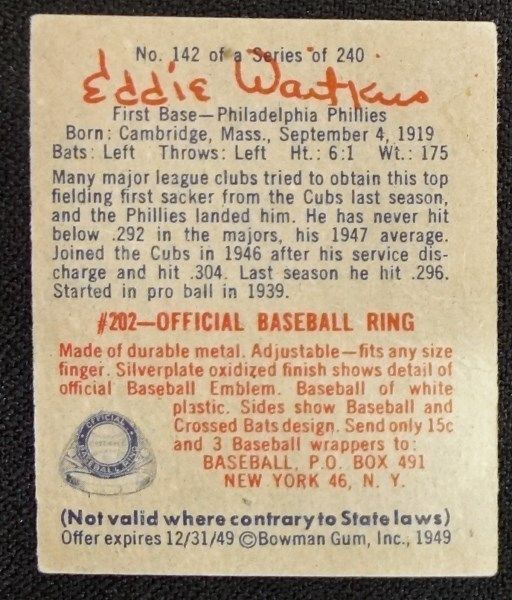 No. 142 of a Series of 240
Eddie Waitkus
First Base—Philadelphia Phillies
Born: Cambridge, Mass., September 4, 1919
Bats: Left Throws: Left Ht.: 6:1 Wt.: 175
Many major league clubs tried to obtain this top
fielding first sacker from the Cubs last season,
and the Phillies landed him. He has never hit
below .292 in the majors, his 1947 average.
Joined the Cubs in 1946 after his service dis-
charge and hit .304. Last season he hit .296.
Started in pro ball in 1939.
#202—OFFICIAL BASEBALL RING
Made of durable metal. Adjustable—fits any size
finger. Silverplate oxidized finish shows detail of
official Baseball Emblem. Baseball of white
plastic. Sides show Baseball and
Crossed Bats design. Send only 15c
and 3 Baseball wrappers to:
BASEBALL, P.O. BOX 491
NEW YORK 46, N. Y.
OFFICIAL
BASEBALL RING
(Not valid where contrary to State laws)
Offer expires 12/31/49 ©Bowman Gum, Inc., 1949